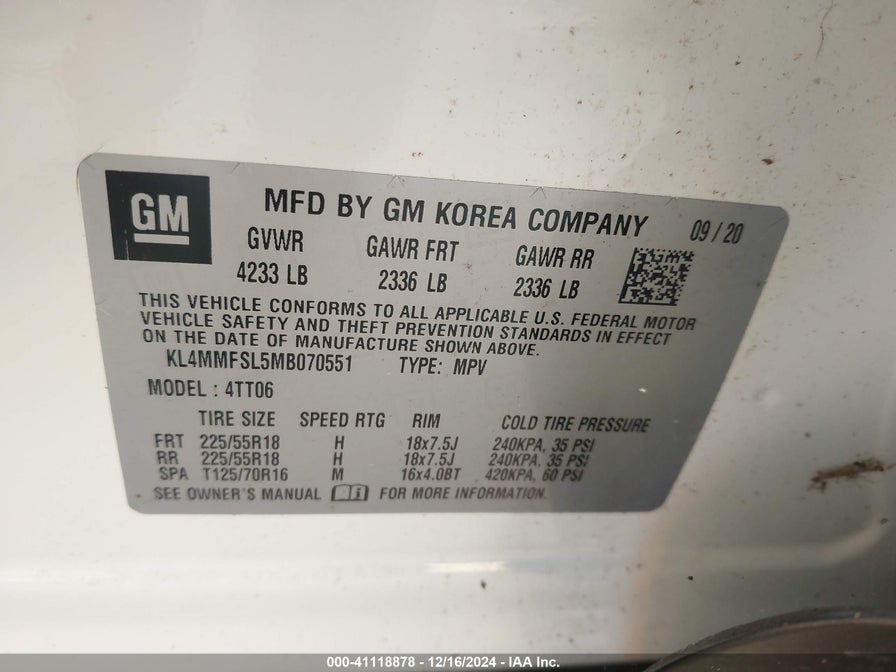 GM
MFD BY GM KOREA COMPANY 09 / 20
GVWR GAWR FRT GAWR RR
4233 LB 2336 LB 2336 LB
THIS VEHICLE CONFORMS TO ALL APPLICABLE U.S. FEDERAL MOTOR
VEHICLE SAFETY AND THEFT PREVENTION STANDARDS IN EFFECT
ON THE DATE OF MANUFACTURE SHOWN ABOVE.
KL4MMFSL5MB070551 TYPE: MPV
MODEL : 4TT06
TIRE SIZE SPEED RTG RIM COLD TIRE PRESSURE
FRT 225/55R18 H 18x7.5J 240KPA, 35 PSI
RR 225/55R18 H 18x7.5J 240KPA, 35 PSI
SPA T125/70R16 M 16x4.0BT 420KPA, 60 PSI
SEE OWNER'S MANUAL FOR MORE INFORMATION.
000-41118878 - 12/16/2024 - IAA Inc.